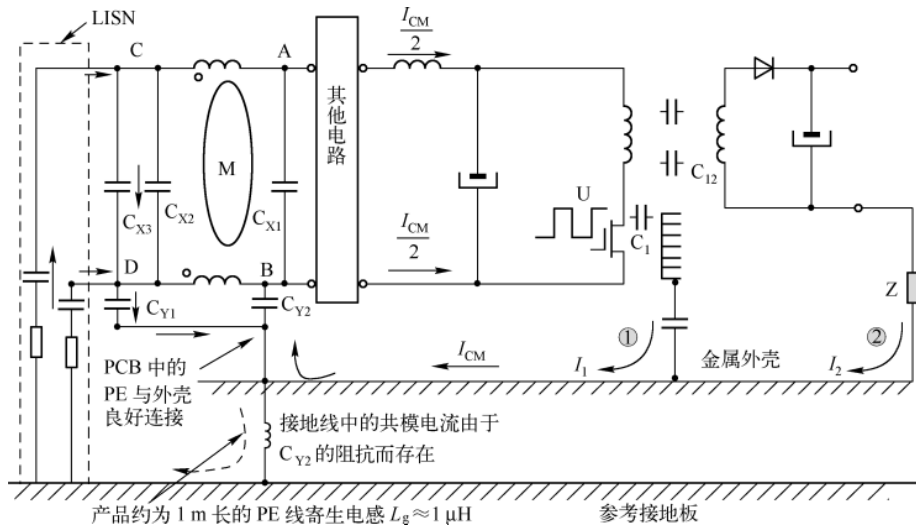 LISN
C
A
I_CM/2
其他电路
M
C_X3
C_X2
C_X1
U
C_1
C_12
D
B
I_CM/2
C_Y1
C_Y2
Z
PCB 中的
PE 与外壳
良好连接
I_CM
①
I_1
金属外壳
②
I_2
接地线中的共模电流由于
C_Y2 的阻抗而存在
产品约为 1 m 长的 PE 线寄生电感 L_g≈1 μH
参考接地板